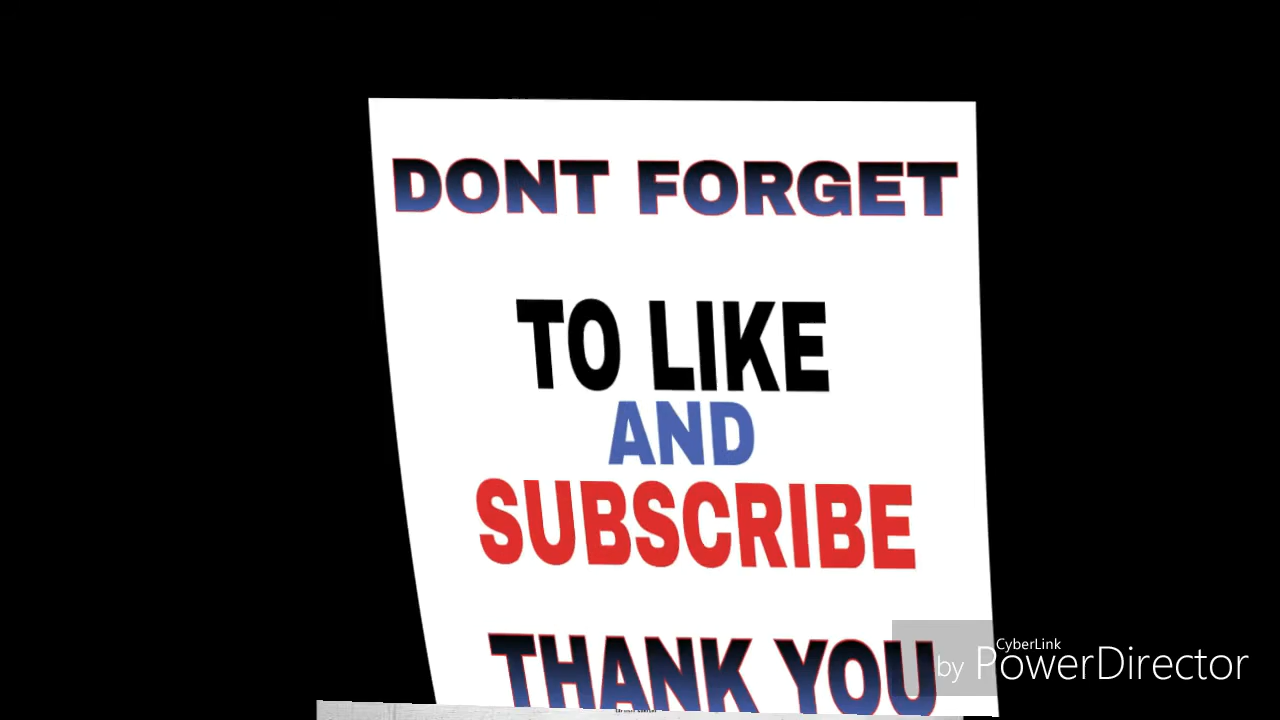 DONT FORGET
TO LIKE
AND
SUBSCRIBE
THANK YOU
CyberLink
by PowerDirector